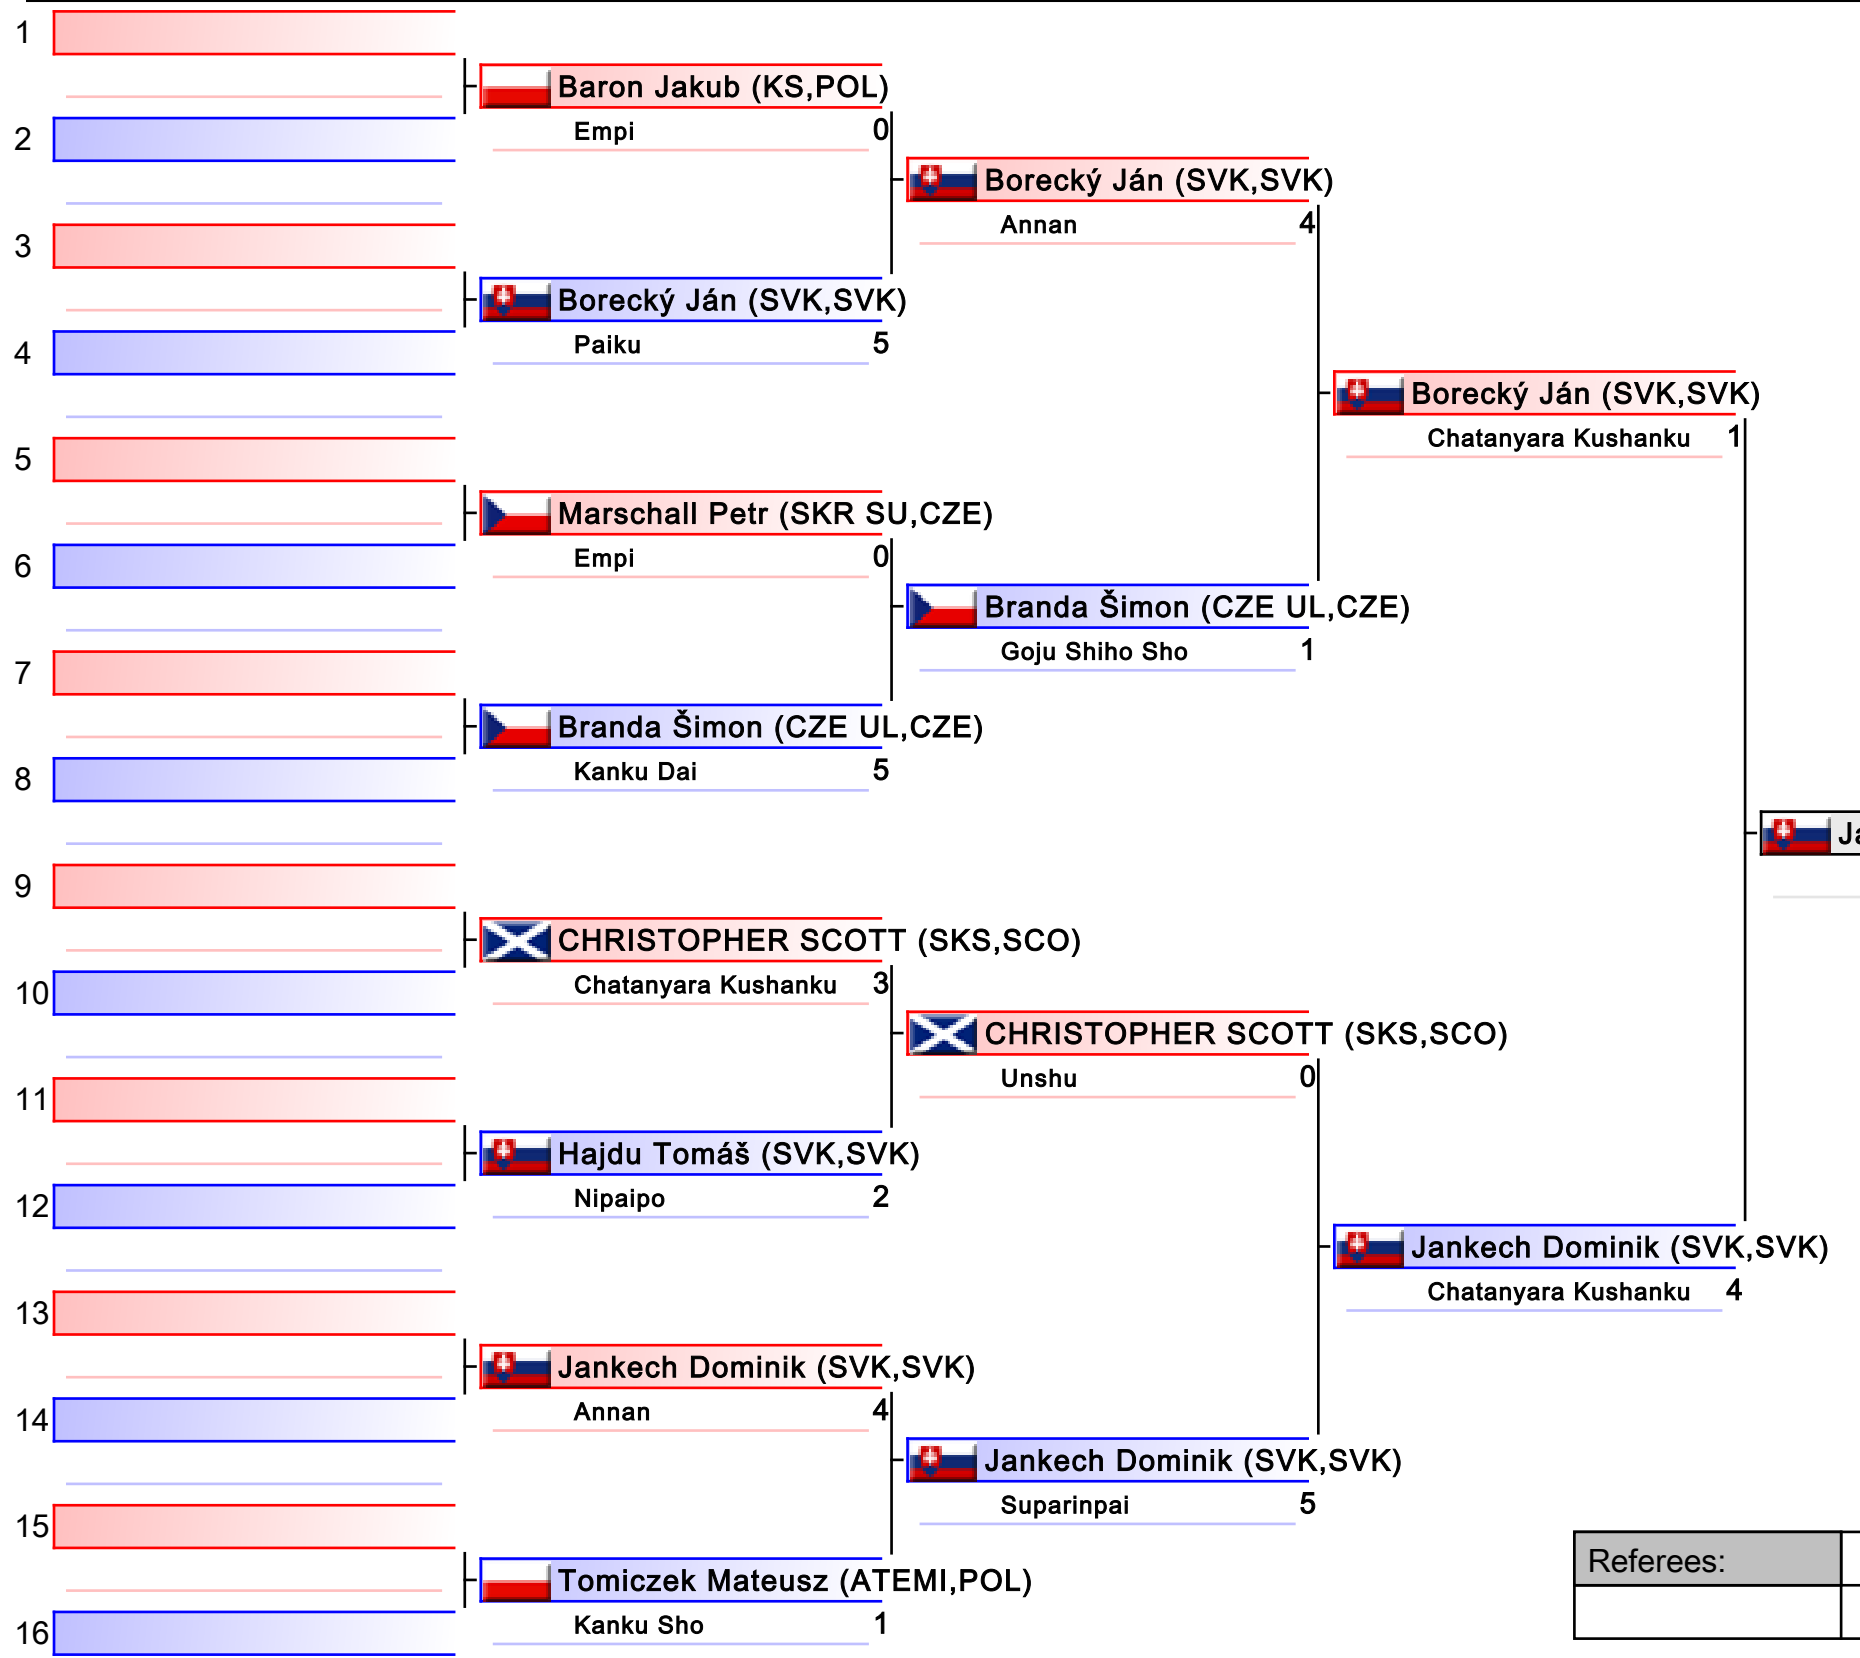 1
Baron Jakub (KS,POL)
Empi 0
2
Borecký Ján (SVK,SVK)
Annan 4
3
Borecký Ján (SVK,SVK)
Paiku 5
4
Borecký Ján (SVK,SVK)
Chatanyara Kushanku 1
5
Marschall Petr (SKR SU,CZE)
Empi 0
6
Branda Šimon (CZE UL,CZE)
Goju Shiho Sho 1
7
Branda Šimon (CZE UL,CZE)
Kanku Dai 5
8
Ja
9
CHRISTOPHER SCOTT (SKS,SCO)
Chatanyara Kushanku 3
10
CHRISTOPHER SCOTT (SKS,SCO)
Unshu 0
11
Hajdu Tomáš (SVK,SVK)
Nipaipo 2
12
Jankech Dominik (SVK,SVK)
Chatanyara Kushanku 4
13
Jankech Dominik (SVK,SVK)
Annan 4
14
Jankech Dominik (SVK,SVK)
Suparinpai 5
15
Referees:
Tomiczek Mateusz (ATEMI,POL)
Kanku Sho 1
16